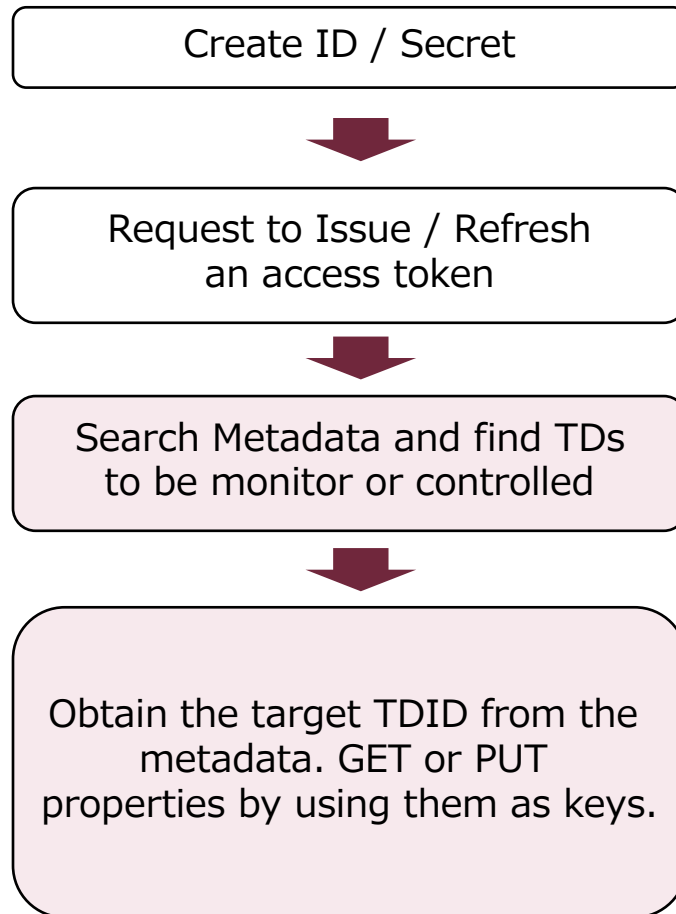 Create ID / Secret
Request to Issue / Refresh
an access token
Search Metadata and find TDs
to be monitor or controlled
Obtain the target TDID from the
metadata. GET or PUT
properties by using them as keys.